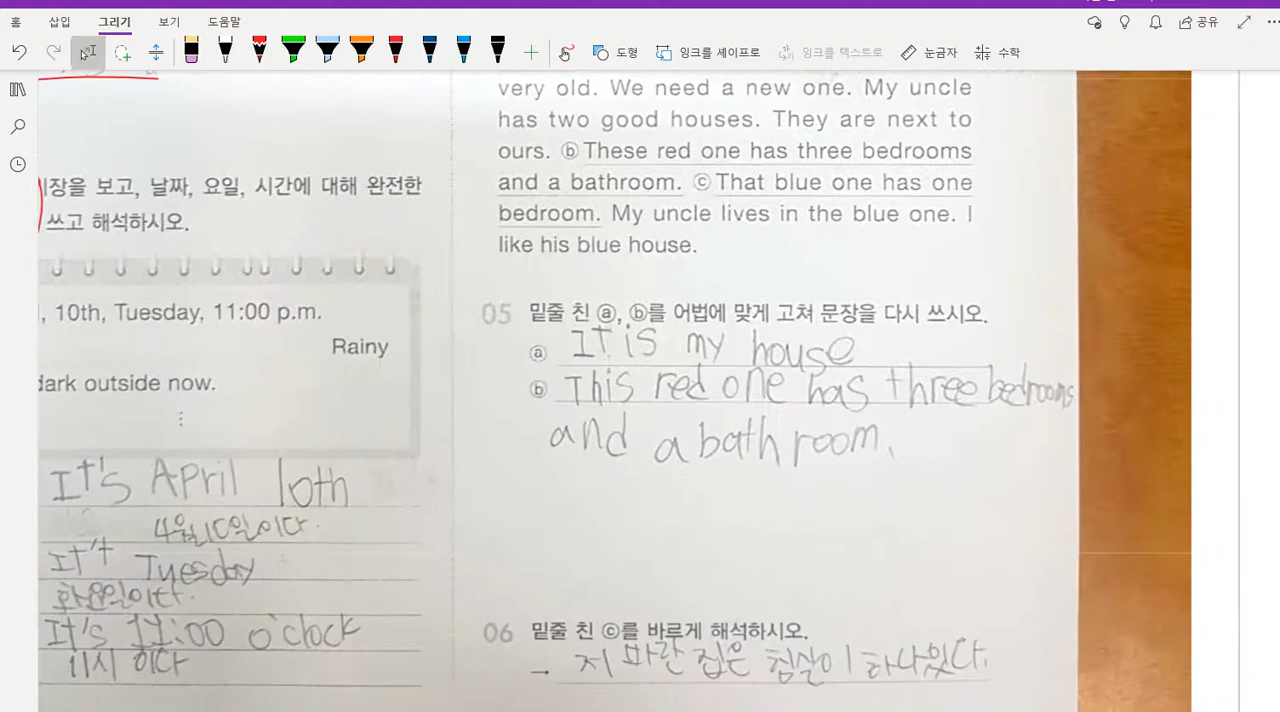 홈 삽입 그리기 보기 도움말
공유
도형 잉크를 셰이프로 잉크를 텍스트로 눈금자 수학
장을 보고, 날짜, 요일, 시간에 대해 완전한
쓰고 해석하시오.
, 10th, Tuesday, 11:00 p.m.
Rainy
dark outside now.
It's April 10th
4월10일이다.
It't Tuesday
화요일이다.
It's 11:00 o'clock
11시 이다
very old. We need a new one. My uncle
has two good houses. They are next to
ours. ⓑ These red one has three bedrooms
and a bathroom. ⓒ That blue one has one
bedroom. My uncle lives in the blue one. I
like his blue house.
05 밑줄 친 ⓐ, ⓑ를 어법에 맞게 고쳐 문장을 다시 쓰시오.
ⓐ It is my house
ⓑ This red one has three bedrooms
and a bathroom.
06 밑줄 친 ⓒ를 바르게 해석하시오.
→ 저 파란 집은 침실이 하나있다.